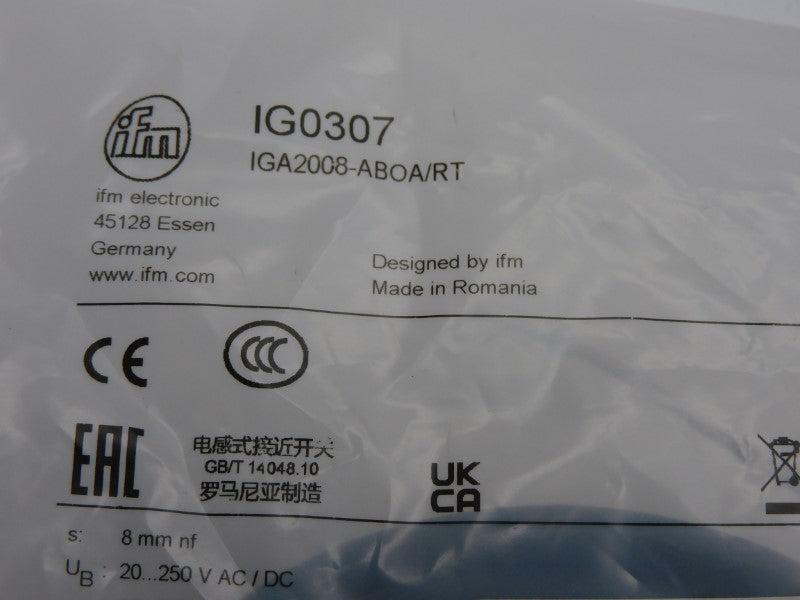 ifm
IG0307
IGA2008-ABOA/RT
ifm electronic
45128 Essen
Germany
www.ifm.com
Designed by ifm
Made in Romania
CE
CCC
EAC
电感式接近开关
GB/T 14048.10
罗马尼亚制造
UK
CA
s: 8 mm nf
UB : 20...250 V AC / DC